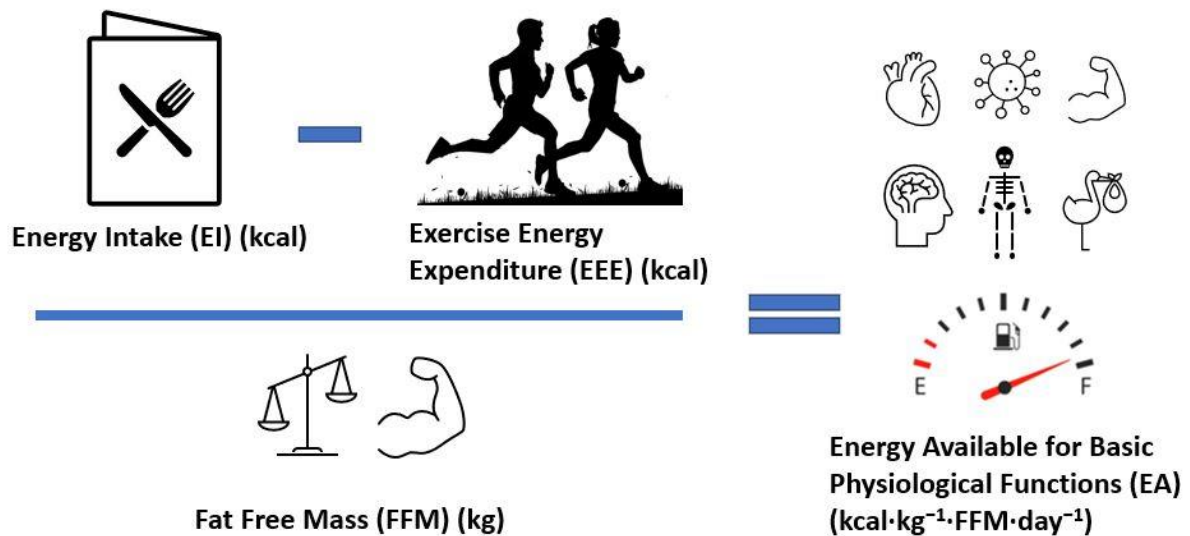 Energy Intake (EI) (kcal)
Exercise Energy
Expenditure (EEE) (kcal)
Fat Free Mass (FFM) (kg)
E
F
Energy Available for Basic
Physiological Functions (EA)
(kcal·kg⁻¹·FFM·day⁻¹)